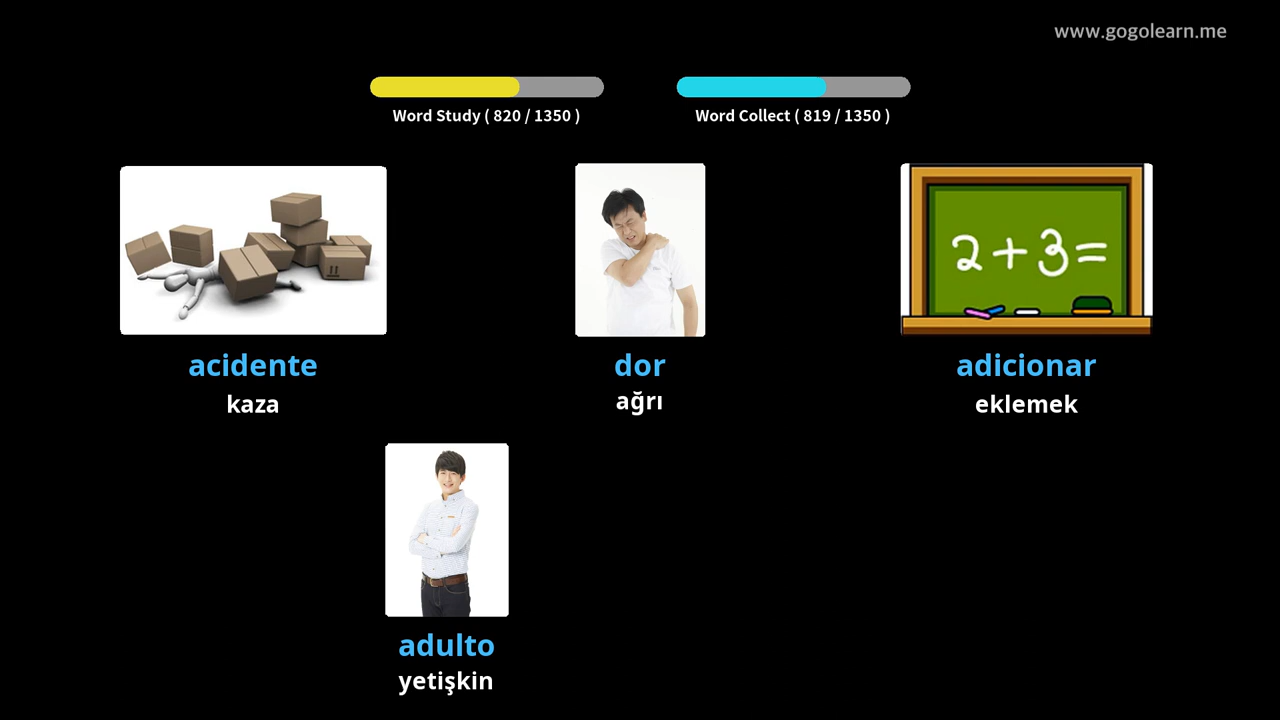 www.gogolearn.me
Word Study ( 820 / 1350 )
Word Collect ( 819 / 1350 )
2+3=
acidente
kaza
dor
ağrı
adicionar
eklemek
adulto
yetişkin